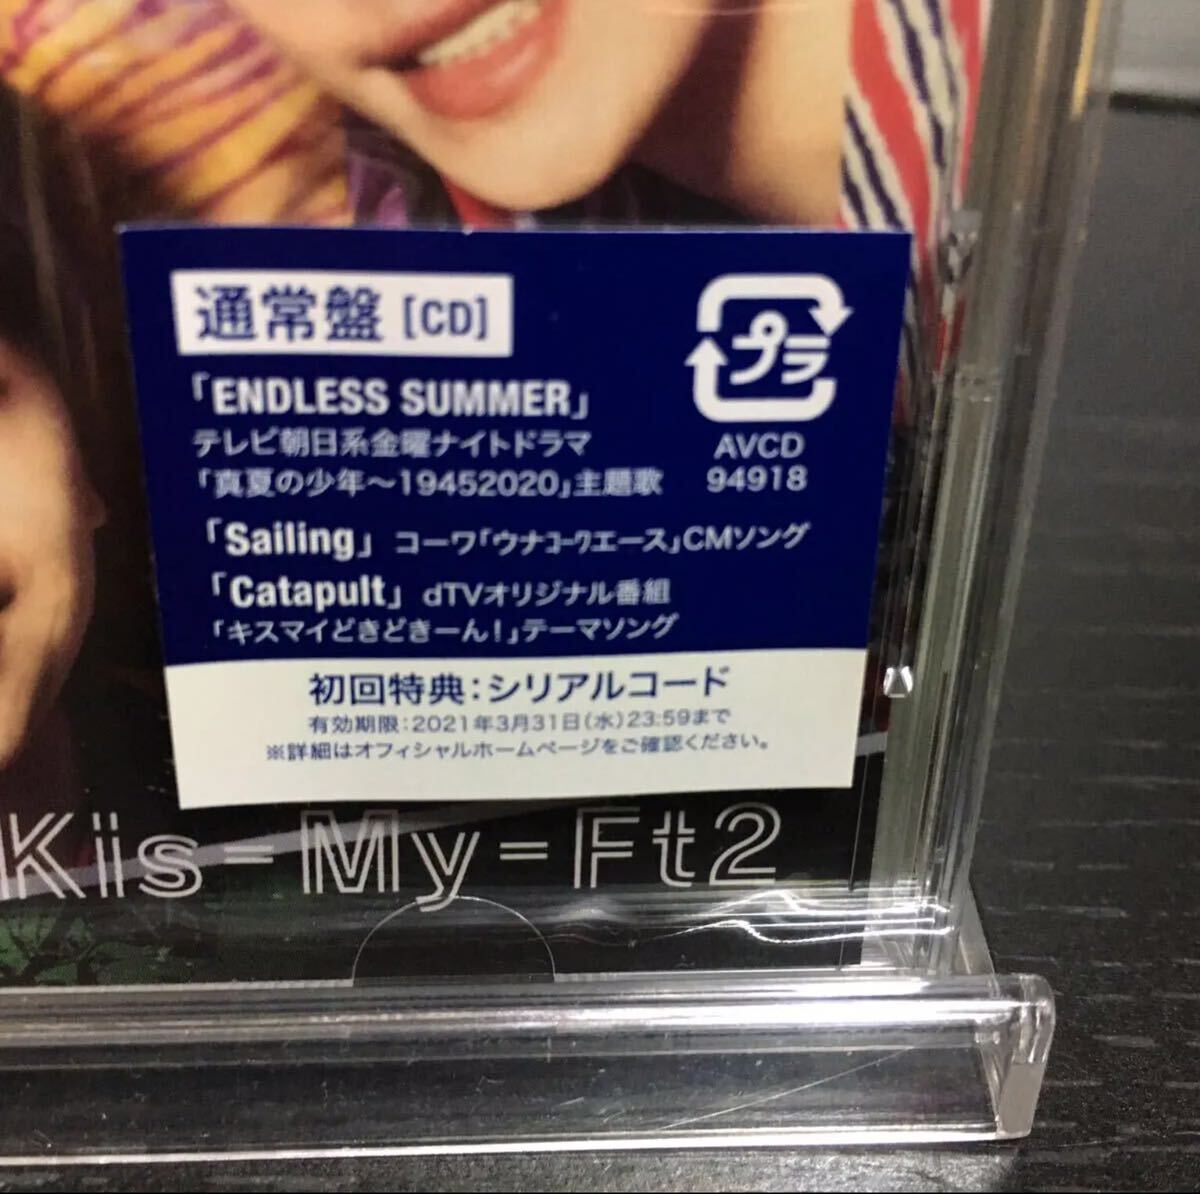 通常盤 [CD]
「ENDLESS SUMMER」
テレビ朝日系金曜ナイトドラマ
「真夏の少年〜19452020」主題歌
「Sailing」 コーワ「ウナコーワエース」CMソング
「Catapult」 dTVオリジナル番組
「キスマイどきどきーん!」テーマソング
プラ
AVCD
94918
初回特典:シリアルコード
有効期限:2021年3月31日(水)23:59まで
※詳細はオフィシャルホームページをご確認ください。
Kis-My-Ft2